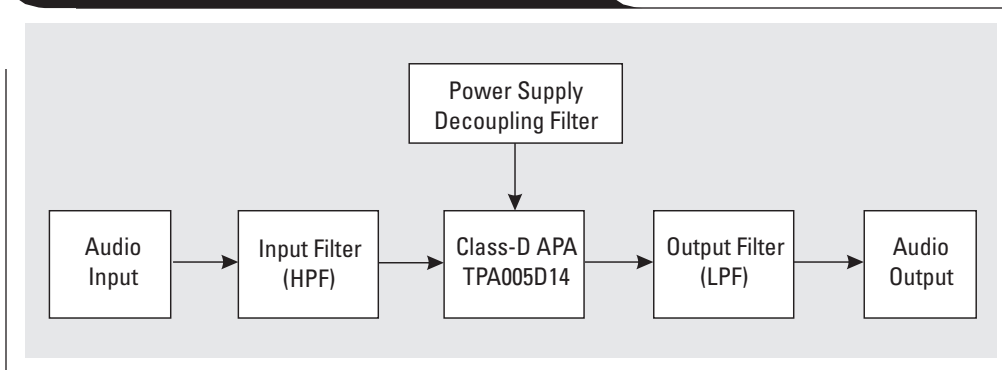 Power Supply
Decoupling Filter
Audio
Input
Input Filter
(HPF)
Class-D APA
TPA005D14
Output Filter
(LPF)
Audio
Output